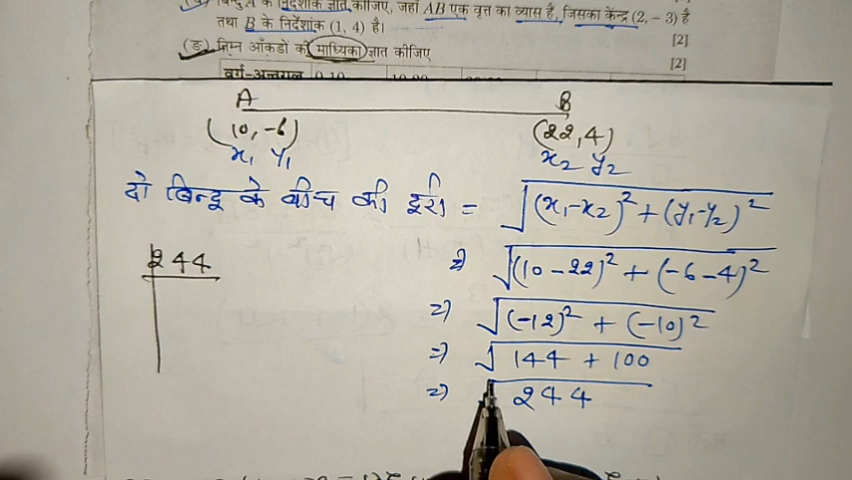 बिन्दु A के निर्देशांक ज्ञात कीजिए, जहाँ AB एक वृत्त का व्यास है, जिसका केन्द्र (2, – 3) है
तथा B के निर्देशांक (1, 4) है। [2]
(ङ) निम्न आँकड़ों की माध्यिका ज्ञात कीजिए [2]
वर्ग-अन्तराल 0-10
A B
(10, -6) (22, 4)
x₁ y₁ x₂ y₂
दो बिन्दू के बीच की दूरी = √(x₁-x₂)²+(y₁-y₂)²
⇒ √(10-22)² + (-6-4)²
⇒ √(-12)² + (-10)²
⇒ √144 + 100
⇒ √244
244